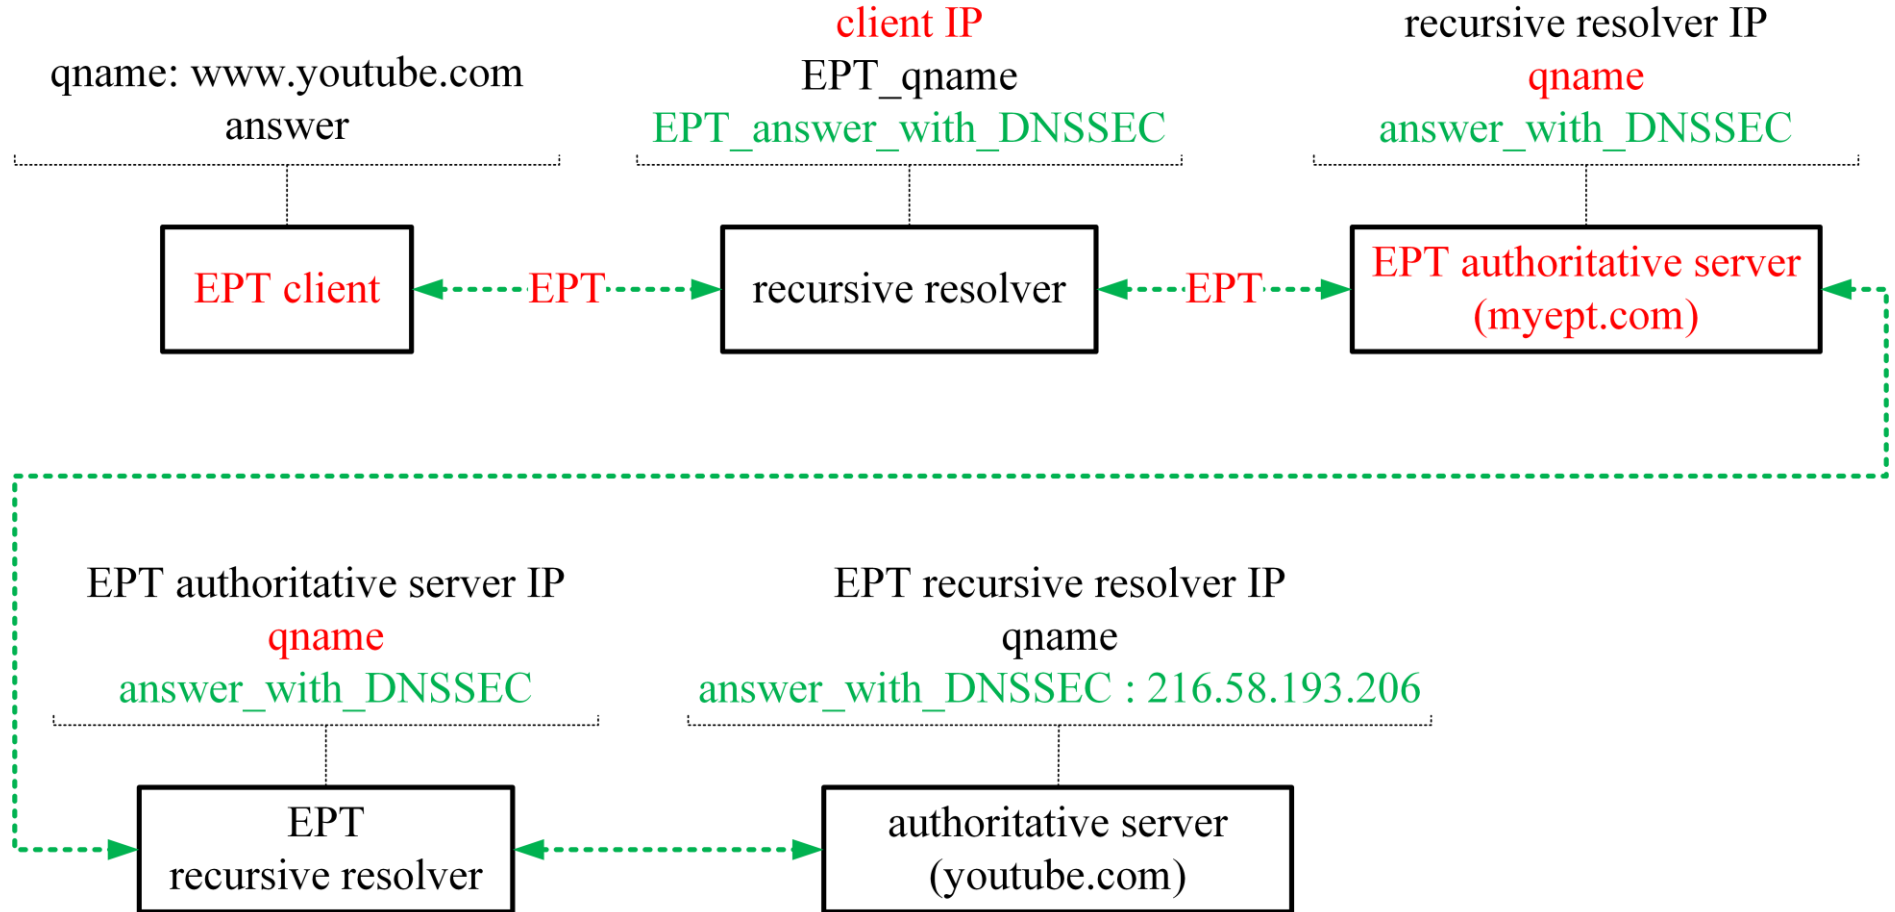 client IP
recursive resolver IP
qname: www.youtube.com
EPT_qname
qname
answer
EPT_answer_with_DNSSEC
answer_with_DNSSEC
EPT client
EPT
recursive resolver
EPT
EPT authoritative server
(myept.com)
EPT authoritative server IP
EPT recursive resolver IP
qname
qname
answer_with_DNSSEC
answer_with_DNSSEC : 216.58.193.206
EPT
recursive resolver
authoritative server
(youtube.com)